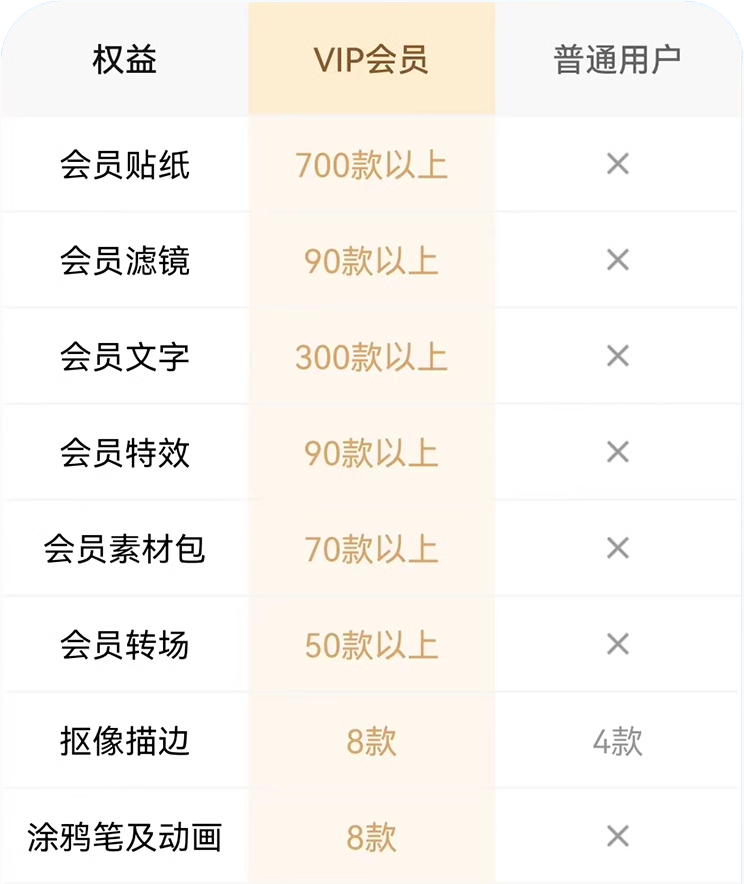 权益 VIP会员 普通用户
会员贴纸 700款以上 ×
会员滤镜 90款以上 ×
会员文字 300款以上 ×
会员特效 90款以上 ×
会员素材包 70款以上 ×
会员转场 50款以上 ×
抠像描边 8款 4款
涂鸦笔及动画 8款 ×